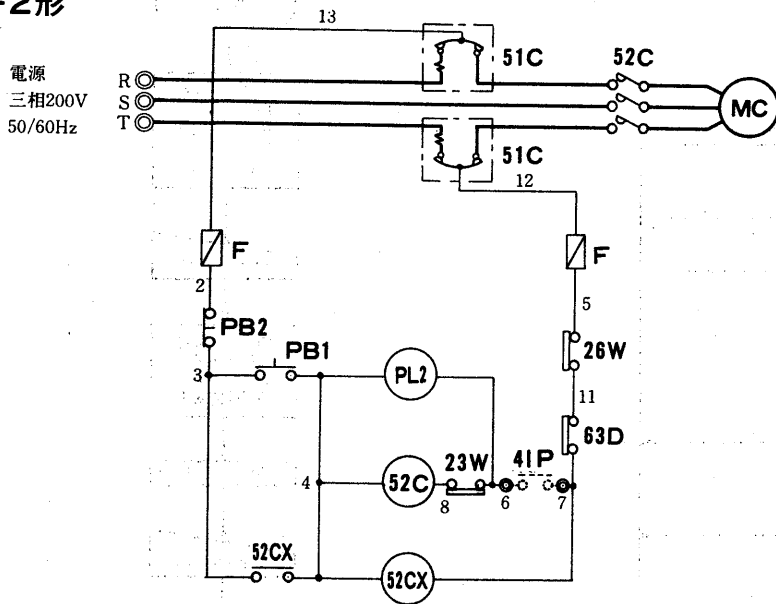 2形
13
電源
三相200V
50/60Hz
R
S
T
51C
52C
MC
51C
12
F
F
2
5
PB2
26W
PB1
3
PL2
11
63D
23W
41P
4
52C
8
6
7
52CX
52CX